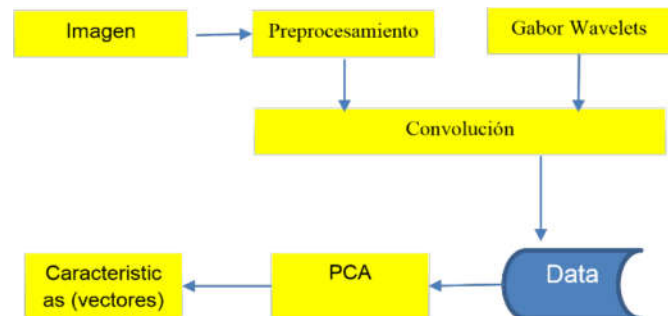 Imagen
Preprocesamiento
Gabor Wavelets
Convolución
Data
PCA
Caracteristic
as (vectores)